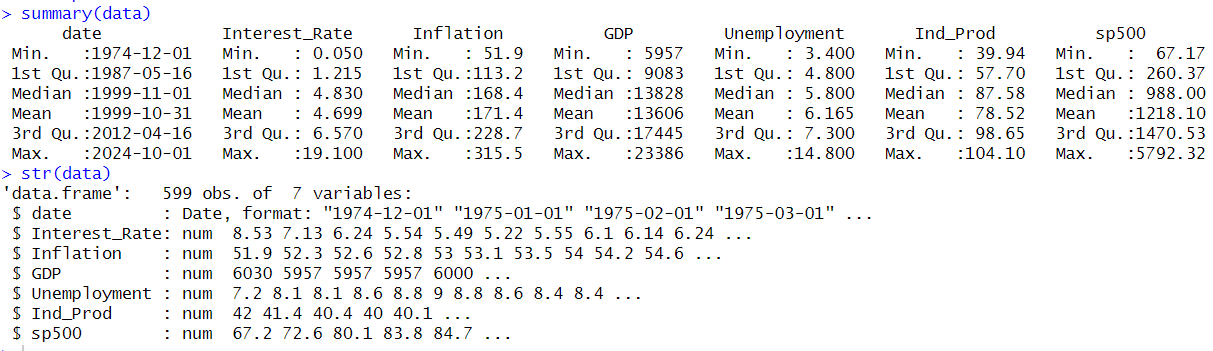 > summary(data)
      date             Interest_Rate      Inflation          GDP         Unemployment       Ind_Prod          sp500
 Min.   :1974-12-01   Min.   : 0.050   Min.   : 51.9   Min.   : 5957   Min.   : 3.400   Min.   : 39.94   Min.   :  67.17
 1st Qu.:1987-05-16   1st Qu.: 1.215   1st Qu.:113.2   1st Qu.: 9083   1st Qu.: 4.800   1st Qu.: 57.70   1st Qu.: 260.37
 Median :1999-11-01   Median : 4.830   Median :168.4   Median :13828   Median : 5.800   Median : 87.58   Median : 988.00
 Mean   :1999-10-31   Mean   : 4.699   Mean   :171.4   Mean   :13606   Mean   : 6.165   Mean   : 78.52   Mean   :1218.10
 3rd Qu.:2012-04-16   3rd Qu.: 6.570   3rd Qu.:228.7   3rd Qu.:17445   3rd Qu.: 7.300   3rd Qu.: 98.65   3rd Qu.:1470.53
 Max.   :2024-10-01   Max.   :19.100   Max.   :315.5   Max.   :23386   Max.   :14.800   Max.   :104.10   Max.   :5792.32
> str(data)
'data.frame':	599 obs. of  7 variables:
 $ date         : Date, format: "1974-12-01" "1975-01-01" "1975-02-01" "1975-03-01" ...
 $ Interest_Rate: num  8.53 7.13 6.24 5.54 5.49 5.22 5.55 6.1 6.14 6.24 ...
 $ Inflation    : num  51.9 52.3 52.6 52.8 53 53.1 53.5 54 54.2 54.6 ...
 $ GDP          : num  6030 5957 5957 5957 6000 ...
 $ Unemployment : num  7.2 8.1 8.1 8.6 8.8 9 8.8 8.6 8.4 8.4 ...
 $ Ind_Prod     : num  42 41.4 40.4 40 40.1 ...
 $ sp500        : num  67.2 72.6 80.1 83.8 84.7 ...